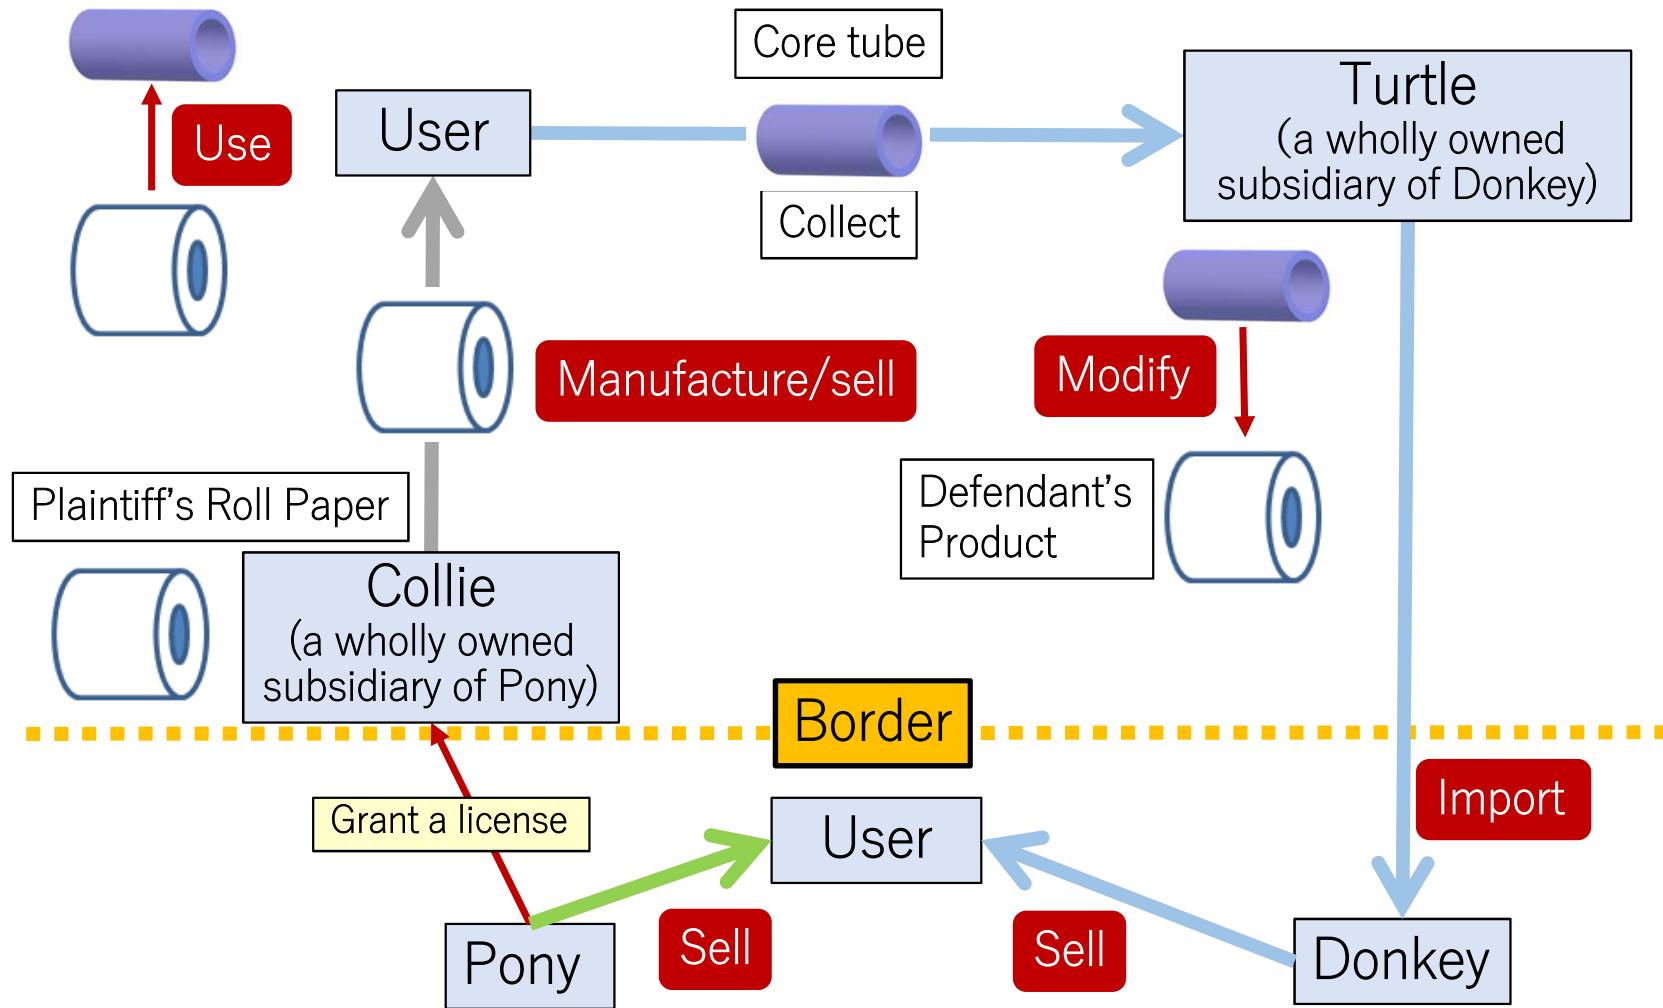 Core tube
Use
User
Turtle
(a wholly owned
subsidiary of Donkey)
Collect
Manufacture/sell
Modify
Plaintiff's Roll Paper
Defendant's
Product
Collie
(a wholly owned
subsidiary of Pony)
Border
Import
Grant a license
User
Sell
Sell
Pony
Donkey